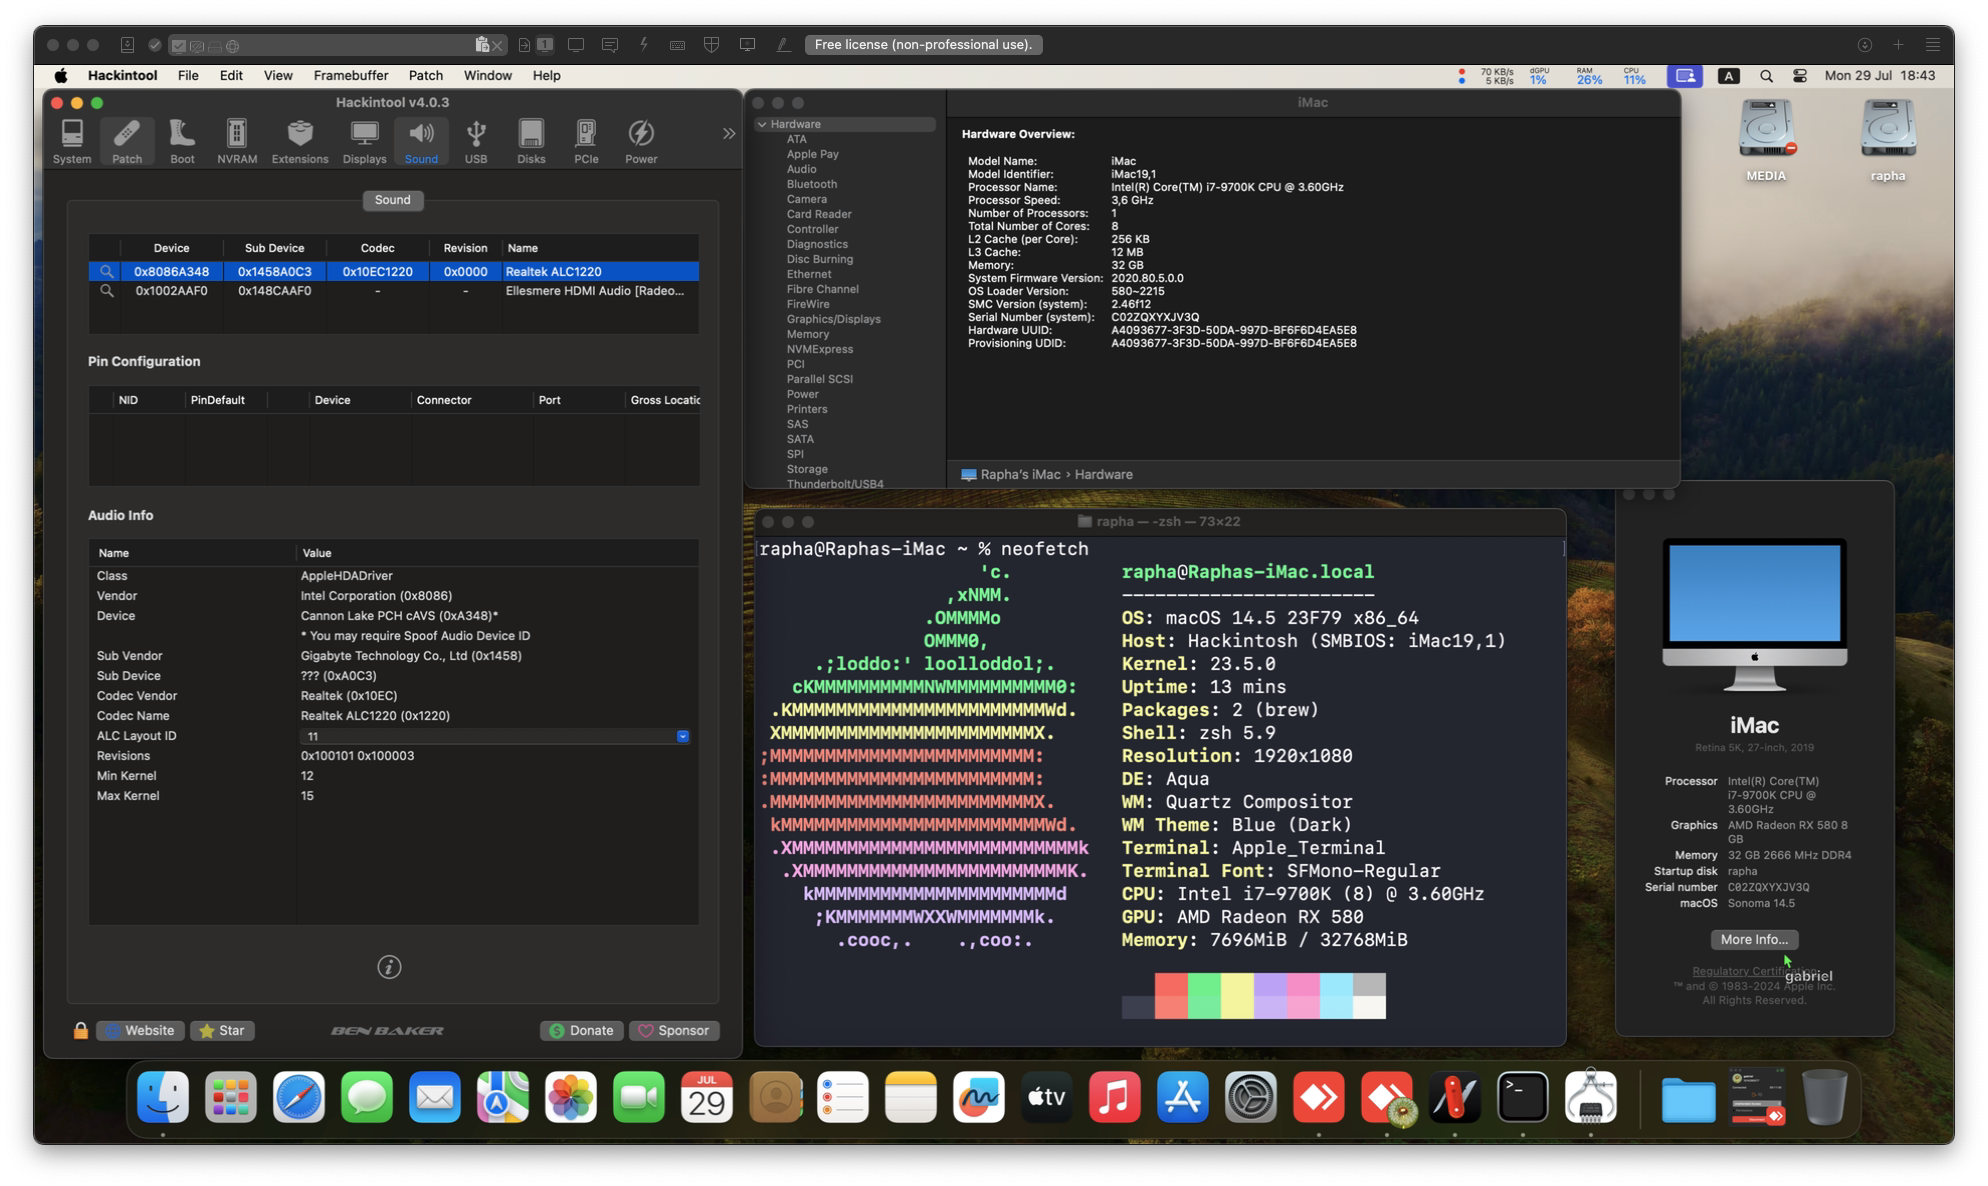 1
Free license (non-professional use).
Hackintool File Edit View Framebuffer Patch Window Help
70 KB/s
5 KB/s
dGPU
1%
RAM
26%
CPU
11%
A
Mon 29 Jul 18:43
Hackintool v4.0.3
System Patch Boot NVRAM Extensions Displays Sound USB Disks PCIe Power
Sound
Device Sub Device Codec Revision Name
0x8086A348 0x1458A0C3 0x10EC1220 0x0000 Realtek ALC1220
0x1002AAF0 0x148CAAF0 - - Ellesmere HDMI Audio [Radeo...
Pin Configuration
NID PinDefault Device Connector Port Gross Locatic
Audio Info
Name Value
Class AppleHDADriver
Vendor Intel Corporation (0x8086)
Device Cannon Lake PCH cAVS (0xA348)*
* You may require Spoof Audio Device ID
Sub Vendor Gigabyte Technology Co., Ltd (0x1458)
Sub Device ??? (0xA0C3)
Codec Vendor Realtek (0x10EC)
Codec Name Realtek ALC1220 (0x1220)
ALC Layout ID 11
Revisions 0x100101 0x100003
Min Kernel 12
Max Kernel 15
Website Star BEN BAKER Donate Sponsor
iMac
Hardware
ATA
Apple Pay
Audio
Bluetooth
Camera
Card Reader
Controller
Diagnostics
Disc Burning
Ethernet
Fibre Channel
FireWire
Graphics/Displays
Memory
NVMExpress
PCI
Parallel SCSI
Power
Printers
SAS
SATA
SPI
Storage
Thunderbolt/USB4
Hardware Overview:
Model Name: iMac
Model Identifier: iMac19,1
Processor Name: Intel(R) Core(TM) i7-9700K CPU @ 3.60GHz
Processor Speed: 3,6 GHz
Number of Processors: 1
Total Number of Cores: 8
L2 Cache (per Core): 256 KB
L3 Cache: 12 MB
Memory: 32 GB
System Firmware Version: 2020.80.5.0.0
OS Loader Version: 580~2215
SMC Version (system): 2.46f12
Serial Number (system): C02ZQXYXJV3Q
Hardware UUID: A4093677-3F3D-50DA-997D-BF6F6D4EA5E8
Provisioning UDID: A4093677-3F3D-50DA-997D-BF6F6D4EA5E8
Rapha's iMac › Hardware
MEDIA
rapha
rapha — -zsh — 73×22
rapha@Raphas-iMac ~ % neofetch
'c. rapha@Raphas-iMac.local
,xNMM. -----------------------
.OMMMMo OS: macOS 14.5 23F79 x86_64
OMMM0, Host: Hackintosh (SMBIOS: iMac19,1)
.;loddo:' loolloddol;. Kernel: 23.5.0
cKMMMMMMMMMMNWMMMMMMMMMM0: Uptime: 13 mins
.KMMMMMMMMMMMMMMMMMMMMMMMWd. Packages: 2 (brew)
XMMMMMMMMMMMMMMMMMMMMMMMX. Shell: zsh 5.9
;MMMMMMMMMMMMMMMMMMMMMMMM: Resolution: 1920x1080
:MMMMMMMMMMMMMMMMMMMMMMMM: DE: Aqua
.MMMMMMMMMMMMMMMMMMMMMMMMX. WM: Quartz Compositor
kMMMMMMMMMMMMMMMMMMMMMMMMWd. WM Theme: Blue (Dark)
.XMMMMMMMMMMMMMMMMMMMMMMMMMMk Terminal: Apple_Terminal
.XMMMMMMMMMMMMMMMMMMMMMMMMK. Terminal Font: SFMono-Regular
kMMMMMMMMMMMMMMMMMMMMMMd CPU: Intel i7-9700K (8) @ 3.60GHz
;KMMMMMMMWXXWMMMMMMMk. GPU: AMD Radeon RX 580
.cooc,. .,coo:. Memory: 7696MiB / 32768MiB
iMac
Retina 5K, 27-inch, 2019
Processor Intel(R) Core(TM)
i7-9700K CPU @
3.60GHz
Graphics AMD Radeon RX 580 8
GB
Memory 32 GB 2666 MHz DDR4
Startup disk rapha
Serial number C02ZQXYXJV3Q
macOS Sonoma 14.5
More Info...
gabriel
™ and © 1983-2024 Apple Inc.
All Rights Reserved.
Regulatory
JUL
29
tv
>_